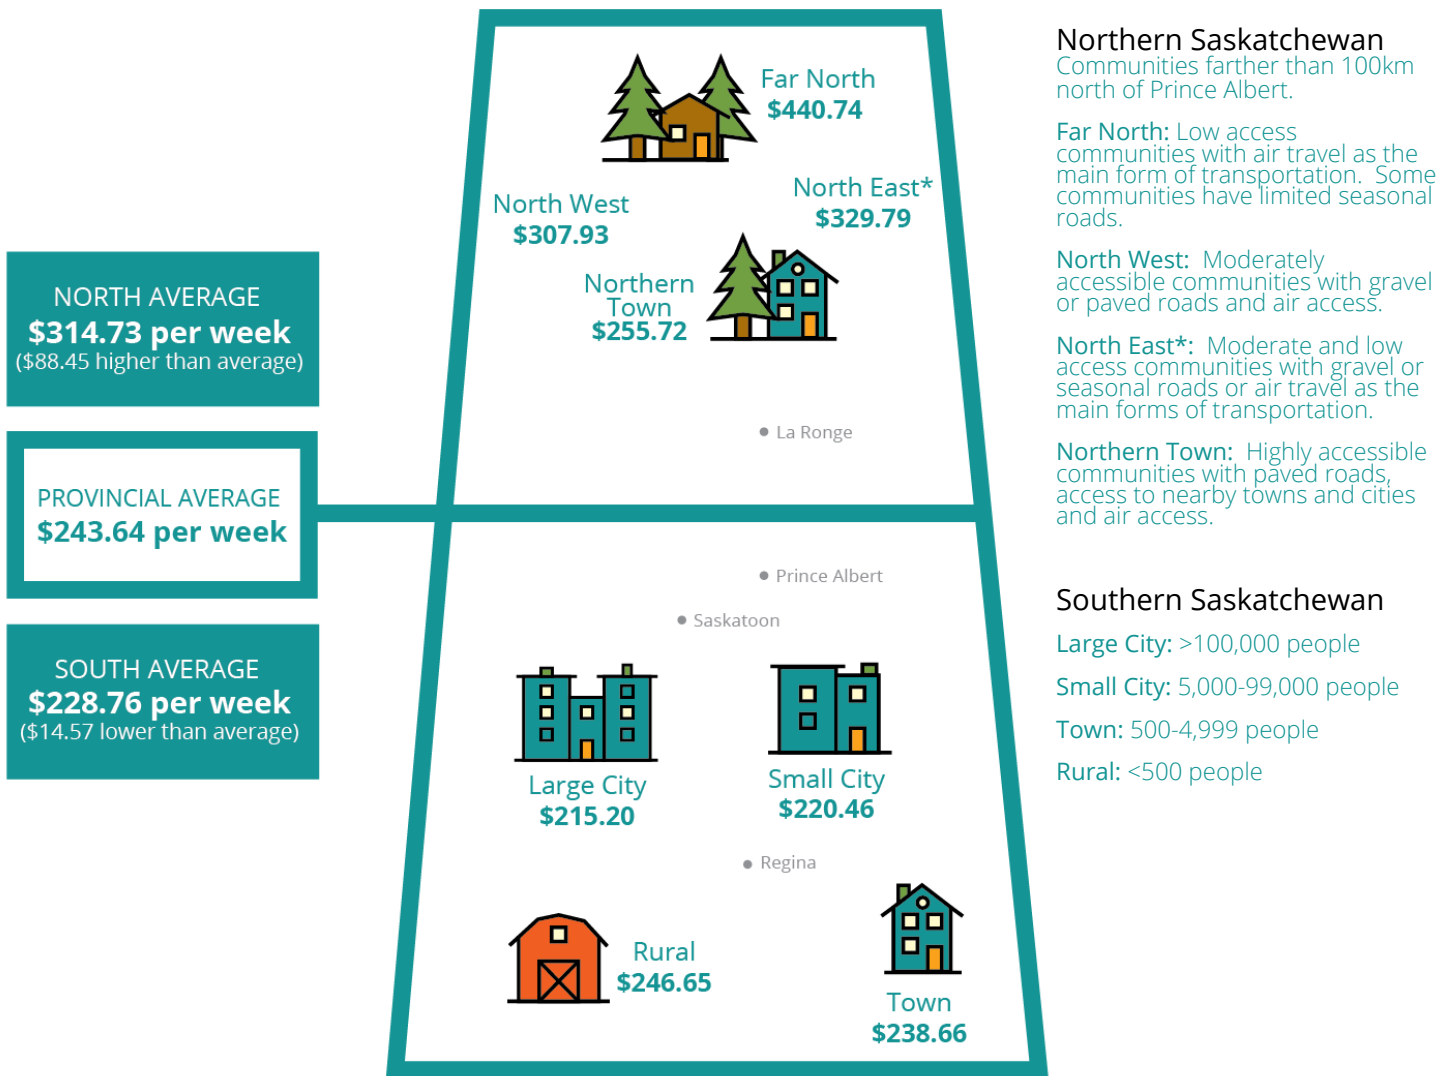 NORTH AVERAGE
$314.73 per week
($88.45 higher than average)
PROVINCIAL AVERAGE
$243.64 per week
SOUTH AVERAGE
$228.76 per week
($14.57 lower than average)
Far North
$440.74
North West
$307.93
North East*
$329.79
Northern
Town
$255.72
La Ronge
Prince Albert
Saskatoon
Large City
$215.20
Small City
$220.46
Regina
Rural
$246.65
Town
$238.66
Northern Saskatchewan
Communities farther than 100km
north of Prince Albert.
Far North: Low access
communities with air travel as the
main form of transportation.  Some
communities have limited seasonal
roads.
North West:  Moderately
accessible communities with gravel
or paved roads and air access.
North East*:  Moderate and low
access communities with gravel or
seasonal roads or air travel as the
main forms of transportation.
Northern Town:  Highly accessible
communities with paved roads,
access to nearby towns and cities
and air access.
Southern Saskatchewan
Large City: >100,000 people
Small City: 5,000-99,000 people
Town: 500-4,999 people
Rural: <500 people